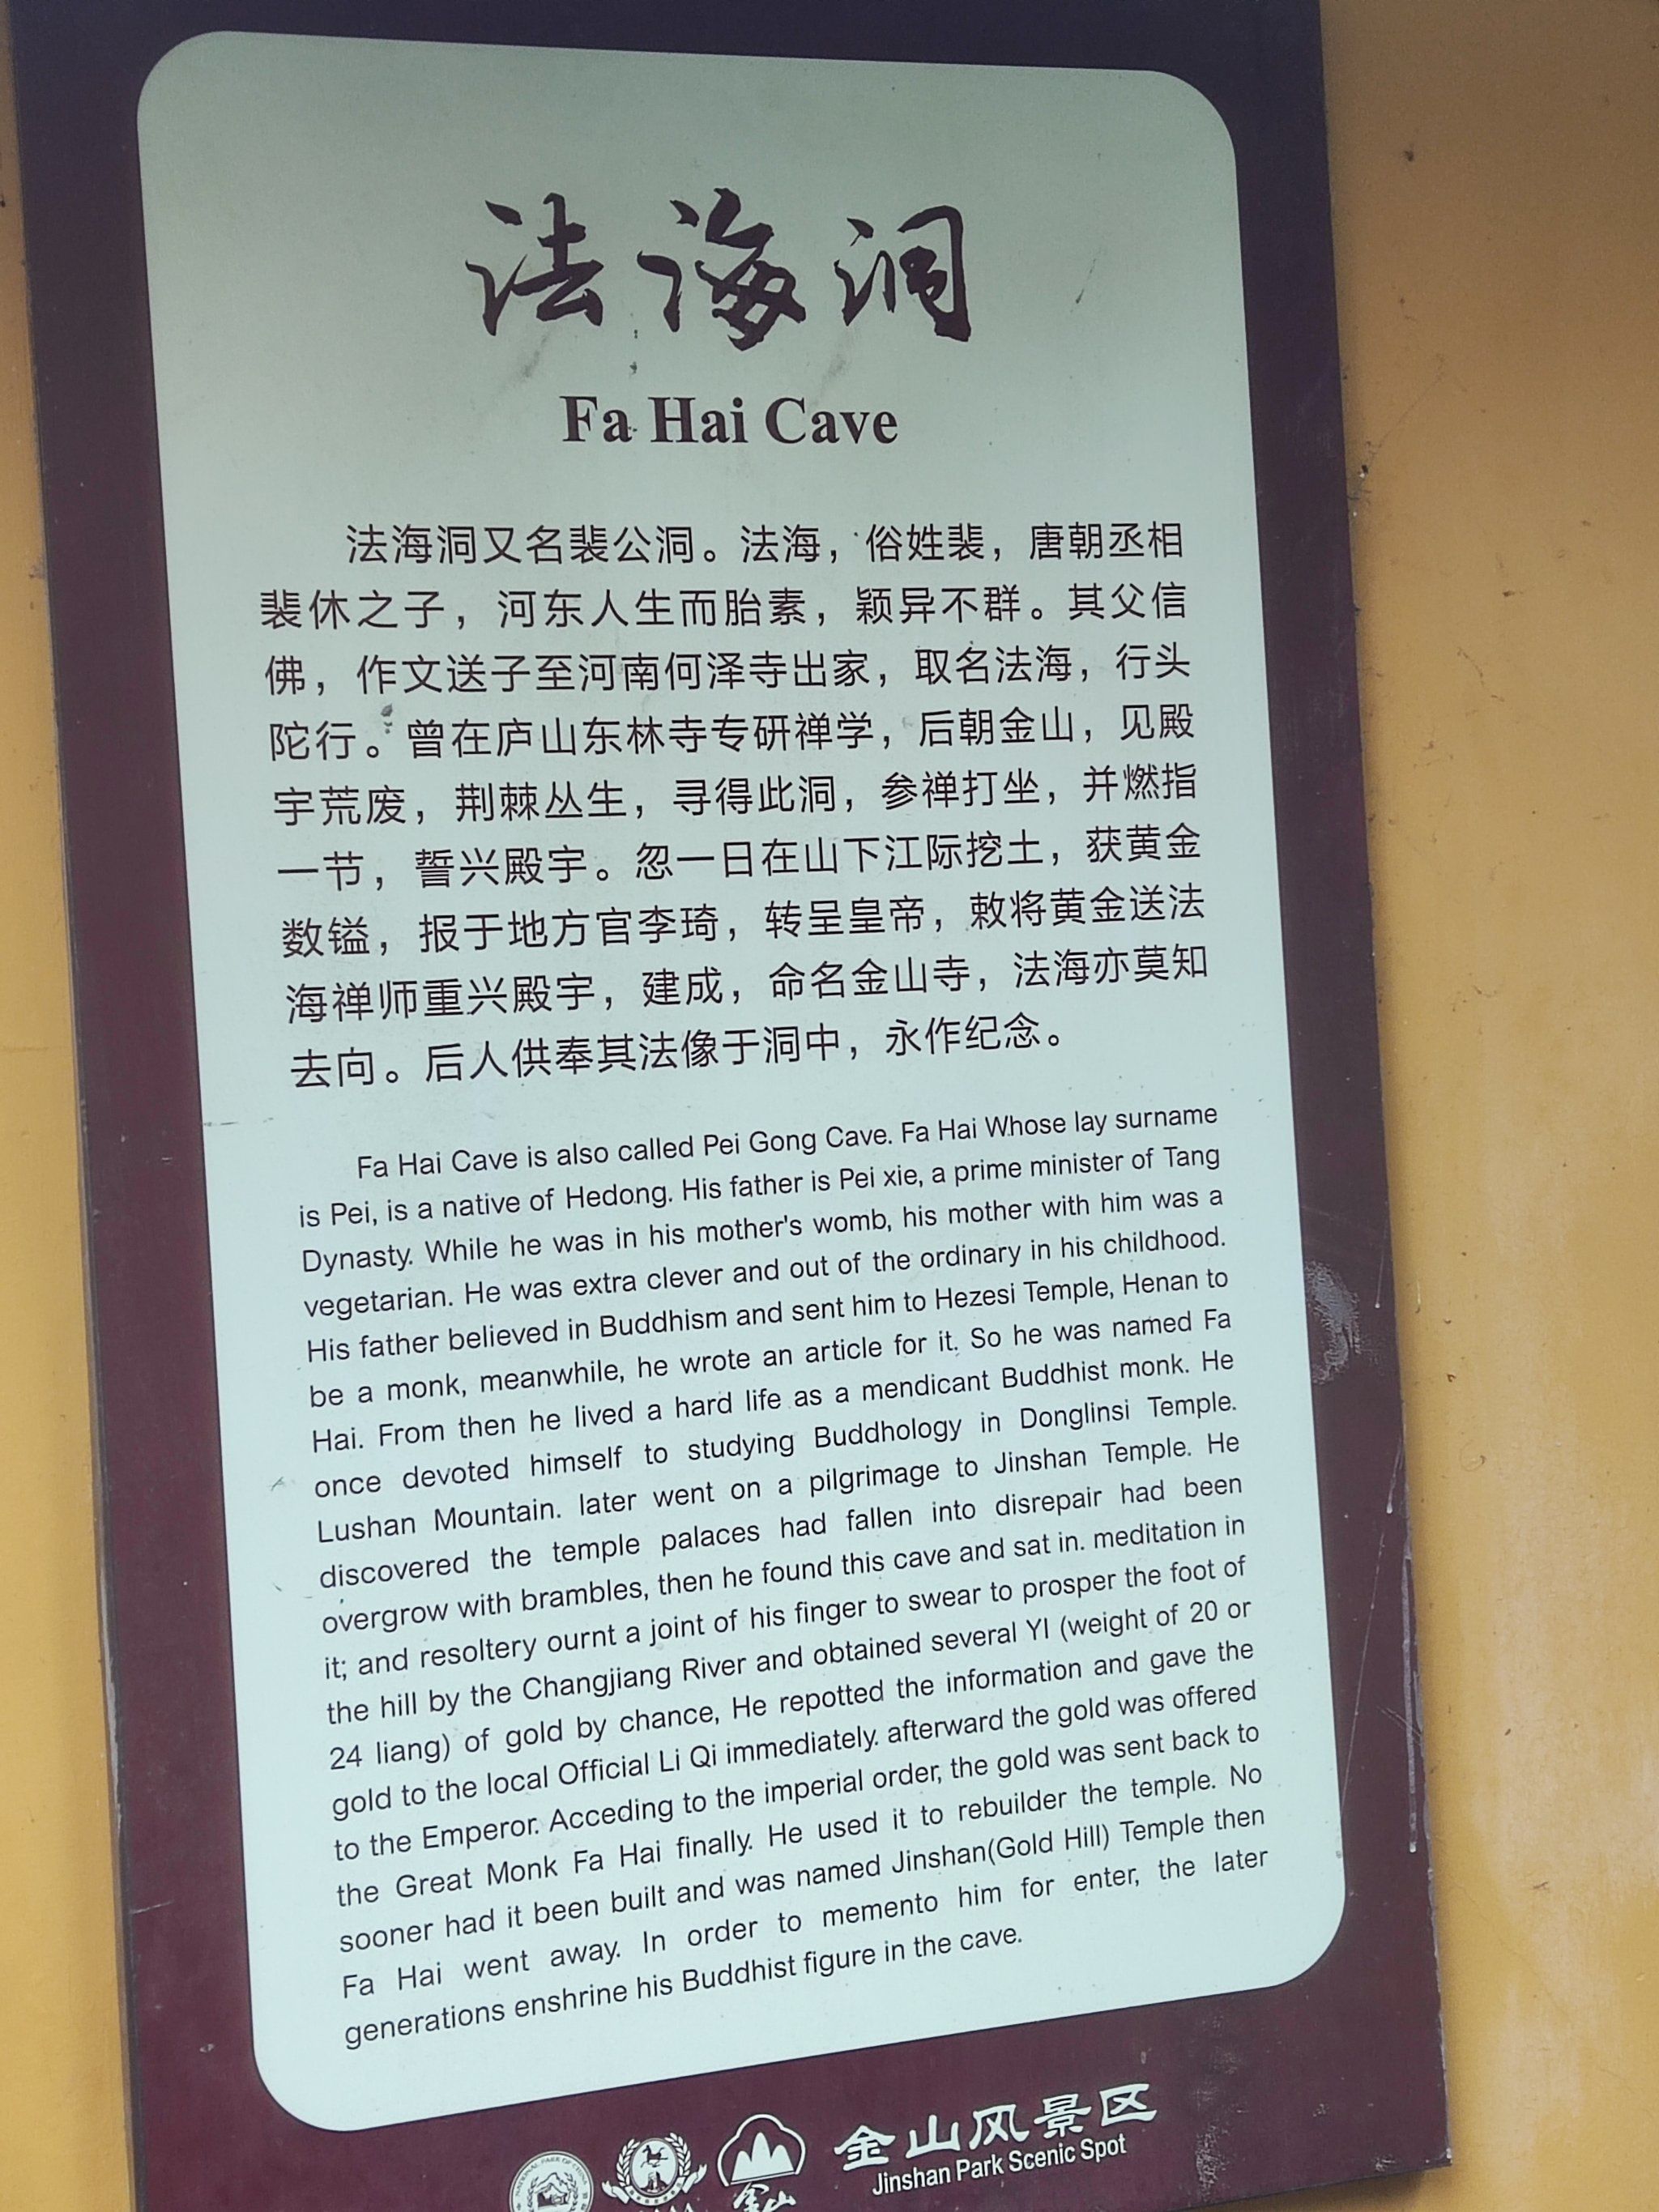 法海洞
Fa Hai Cave
法海洞又名裴公洞。法海，俗姓裴，唐朝丞相
裴休之子，河东人生而胎素，颖异不群。其父信
佛，作文送子至河南何泽寺出家，取名法海，行头
陀行。曾在庐山东林寺专研禅学，后朝金山，见殿
宇荒废，荆棘丛生，寻得此洞，参禅打坐，并燃指
一节，誓兴殿宇。忽一日在山下江际挖土，获黄金
数镒，报于地方官李琦，转呈皇帝，敕将黄金送法
海禅师重兴殿宇，建成，命名金山寺，法海亦莫知
去向。后人供奉其法像于洞中，永作纪念。
Fa Hai Cave is also called Pei Gong Cave. Fa Hai Whose lay surname
is Pei, is a native of Hedong. His father is Pei xie, a prime minister of Tang
Dynasty. While he was in his mother's womb, his mother with him was a
vegetarian. He was extra clever and out of the ordinary in his childhood.
His father believed in Buddhism and sent him to Hezesi Temple, Henan to
be a monk, meanwhile, he wrote an article for it. So he was named Fa
Hai. From then he lived a hard life as a mendicant Buddhist monk. He
once devoted himself to studying Buddhology in Donglinsi Temple.
Lushan Mountain. later went on a pilgrimage to Jinshan Temple. He
discovered the temple palaces had fallen into disrepair had been
overgrow with brambles, then he found this cave and sat in. meditation in
it; and resoltery ournt a joint of his finger to swear to prosper the foot of
the hill by the Changjiang River and obtained several YI (weight of 20 or
24 liang) of gold by chance, He repotted the information and gave the
gold to the local Official Li Qi immediately. afterward the gold was offered
to the Emperor. Acceding to the imperial order, the gold was sent back to
the Great Monk Fa Hai finally. He used it to rebuilder the temple. No
sooner had it been built and was named Jinshan(Gold Hill) Temple then
Fa Hai went away. In order to memento him for enter, the later
generations enshrine his Buddhist figure in the cave.
金山风景区
Jinshan Park Scenic Spot
金山